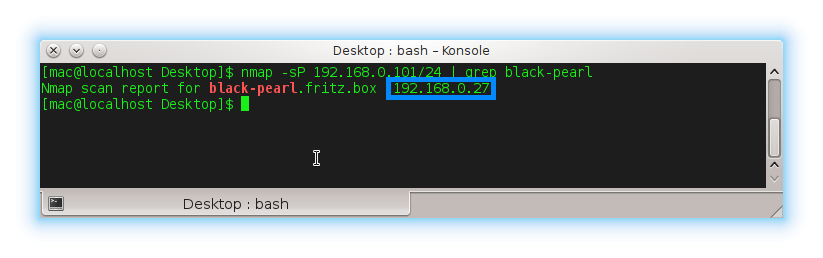 Desktop : bash – Konsole
[mac@localhost Desktop]$ nmap -sP 192.168.0.101/24 | grep black-pearl
Nmap scan report for black-pearl.fritz.box 192.168.0.27
[mac@localhost Desktop]$
Desktop : bash